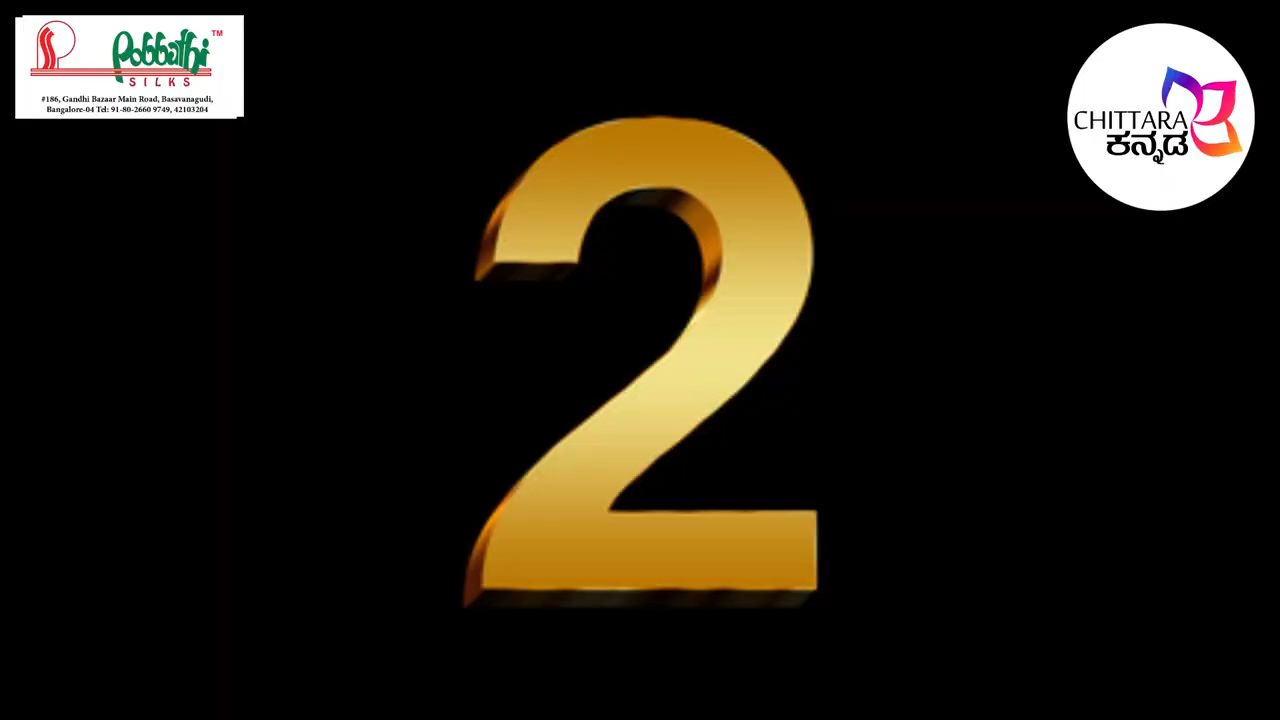 Pobbathi TM
SILKS
#186, Gandhi Bazaar Main Road, Basavanagudi,
Bangalore-04 Tel: 91-80-2660 9749, 42103204
CHITTARA
ಕನ್ನಡ
2